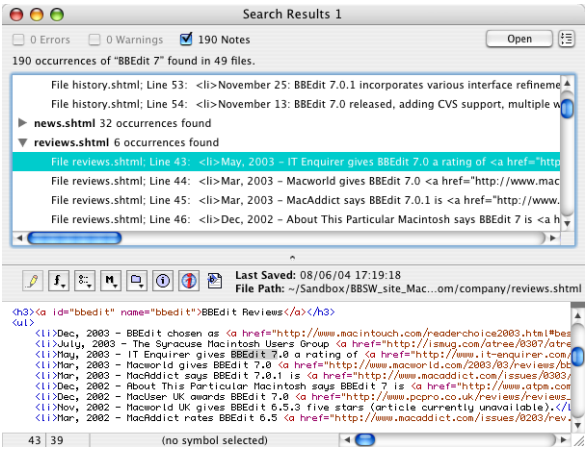 Search Results 1
0 Errors 0 Warnings 190 Notes Open
190 occurrences of “BBEdit 7” found in 49 files.
File history.shtml; Line 53: <li>November 25: BBEdit 7.0.1 incorporates various interface refineme
File history.shtml; Line 54: <li>November 13: BBEdit 7.0 released, adding CVS support, multiple w
news.shtml 32 occurrences found
reviews.shtml 6 occurrences found
File reviews.shtml; Line 43: <li>May, 2003 – IT Enquirer gives BBEdit 7.0 a rating of <a href="http
File reviews.shtml; Line 44: <li>Mar, 2003 – Macworld gives BBEdit 7.0 <a href="http://www.mac
File reviews.shtml; Line 45: <li>Mar, 2003 – MacAddict says BBEdit 7.0.1 is <a href="http://www.
File reviews.shtml; Line 46: <li>Dec, 2002 – About This Particular Macintosh says BBEdit 7 is <a h
Last Saved: 08/06/04 17:19:18
File Path: ~/Sandbox/BBSW_site_Mac...om/company/reviews.shtml
<h3><a id="bbedit" name="bbedit">BBEdit Reviews</a></h3>
<ul>
<li>Dec, 2003 – BBEdit chosen as <a href="http://www.macintouch.com/readerchoice2003.html#bes
<li>July, 2003 – The Syracuse Macintosh Users Group <a href="http://ismug.com/atree/0307/atre
<li>May, 2003 – IT Enquirer gives BBEdit 7.0 a rating of <a href="http://www.it-enquirer.com/
<li>Mar, 2003 – Macworld gives BBEdit 7.0 <a href="http://www.macworld.com/2003/03/reviews/bb
<li>Mar, 2003 – MacAddict says BBEdit 7.0.1 is <a href="http://www.macaddict.com/issues/0303/
<li>Dec, 2002 – About This Particular Macintosh says BBEdit 7 is <a href="http://www.atpm.com
<li>Dec, 2002 – MacUser UK awards BBEdit 7.0 <a href="http://www.pcpro.co.uk/reviews/reviews_
<li>Nov, 2002 – Macworld UK gives BBEdit 6.5.3 five stars (article currently unavailable).</l
<li>Mar, 2002 – MacAddict rates BBEdit 6.5 <a href="http://www.macaddict.com/issues/0203/rev.
43 39 (no symbol selected)